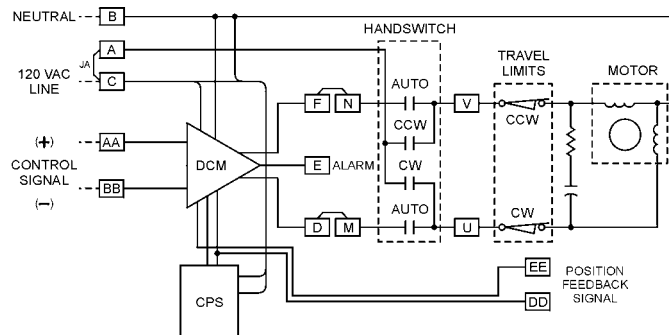 NEUTRAL
B
HANDSWITCH
A
JA
120 VAC
LINE
C
TRAVEL
LIMITS
MOTOR
AUTO
F
N
V
CCW
CCW
(+)
AA
CONTROL
SIGNAL
DCM
E
ALARM
CW
BB
(−)
AUTO
CW
D
M
U
EE
POSITION
FEEDBACK
SIGNAL
DD
CPS